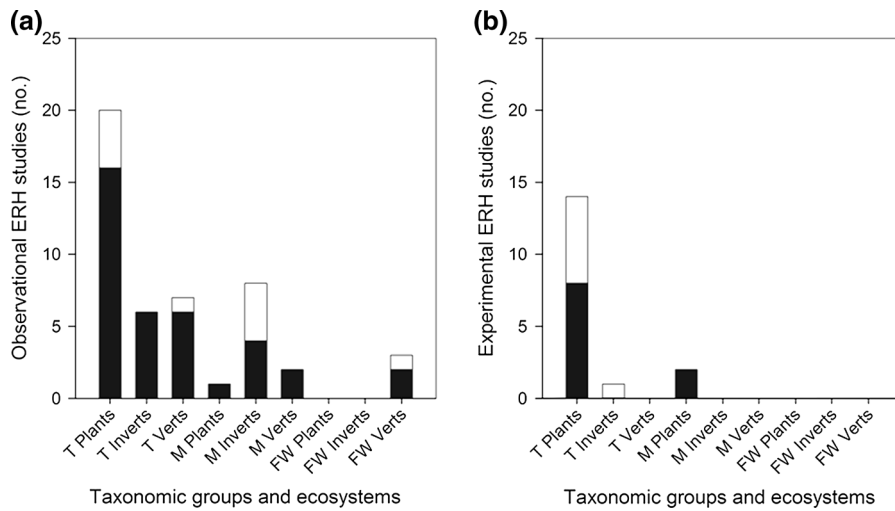 (a)
25
20
15
10
5
0
Observational ERH studies (no.)
T Plants
T Inverts
T Verts
M Plants
M Inverts
M Verts
FW Plants
FW Inverts
FW Verts
Taxonomic groups and ecosystems
(b)
25
20
15
10
5
0
Experimental ERH studies (no.)
T Plants
T Inverts
T Verts
M Plants
M Inverts
M Verts
FW Plants
FW Inverts
FW Verts
Taxonomic groups and ecosystems